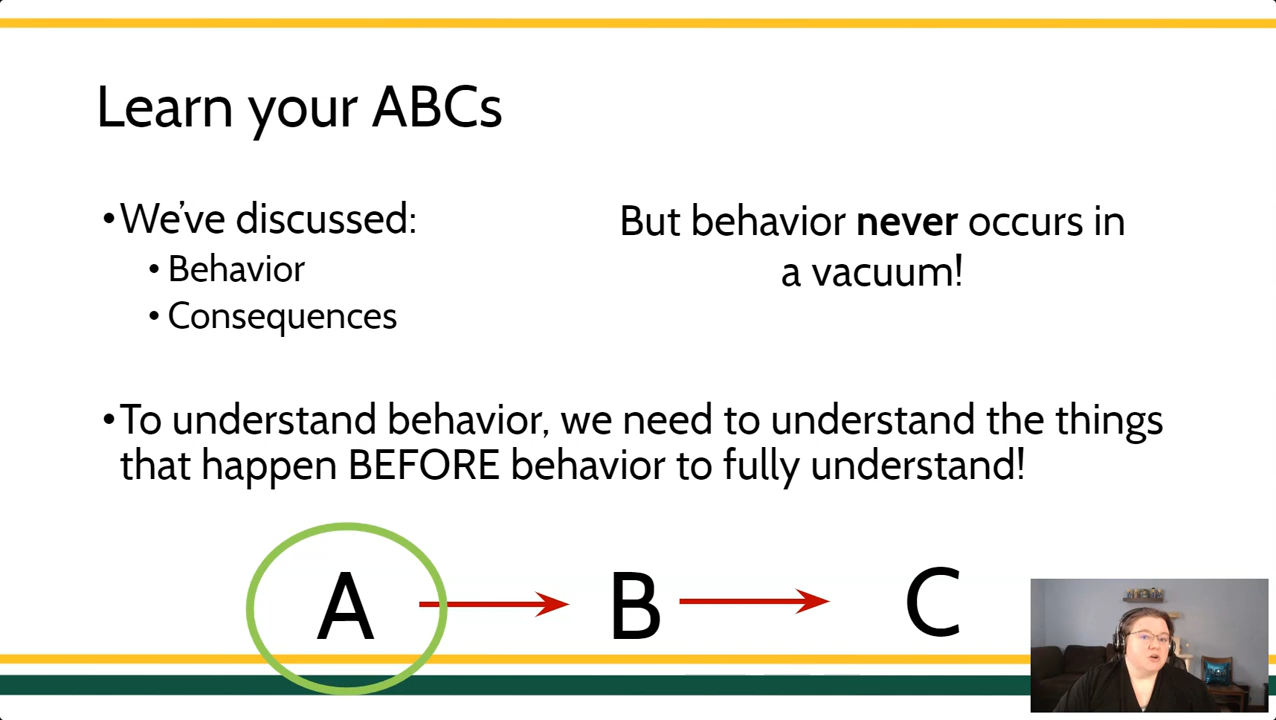 Learn your ABCs
•We've discussed:
• Behavior
• Consequences
But behavior never occurs in
a vacuum!
•To understand behavior, we need to understand the things
that happen BEFORE behavior to fully understand!
A B C